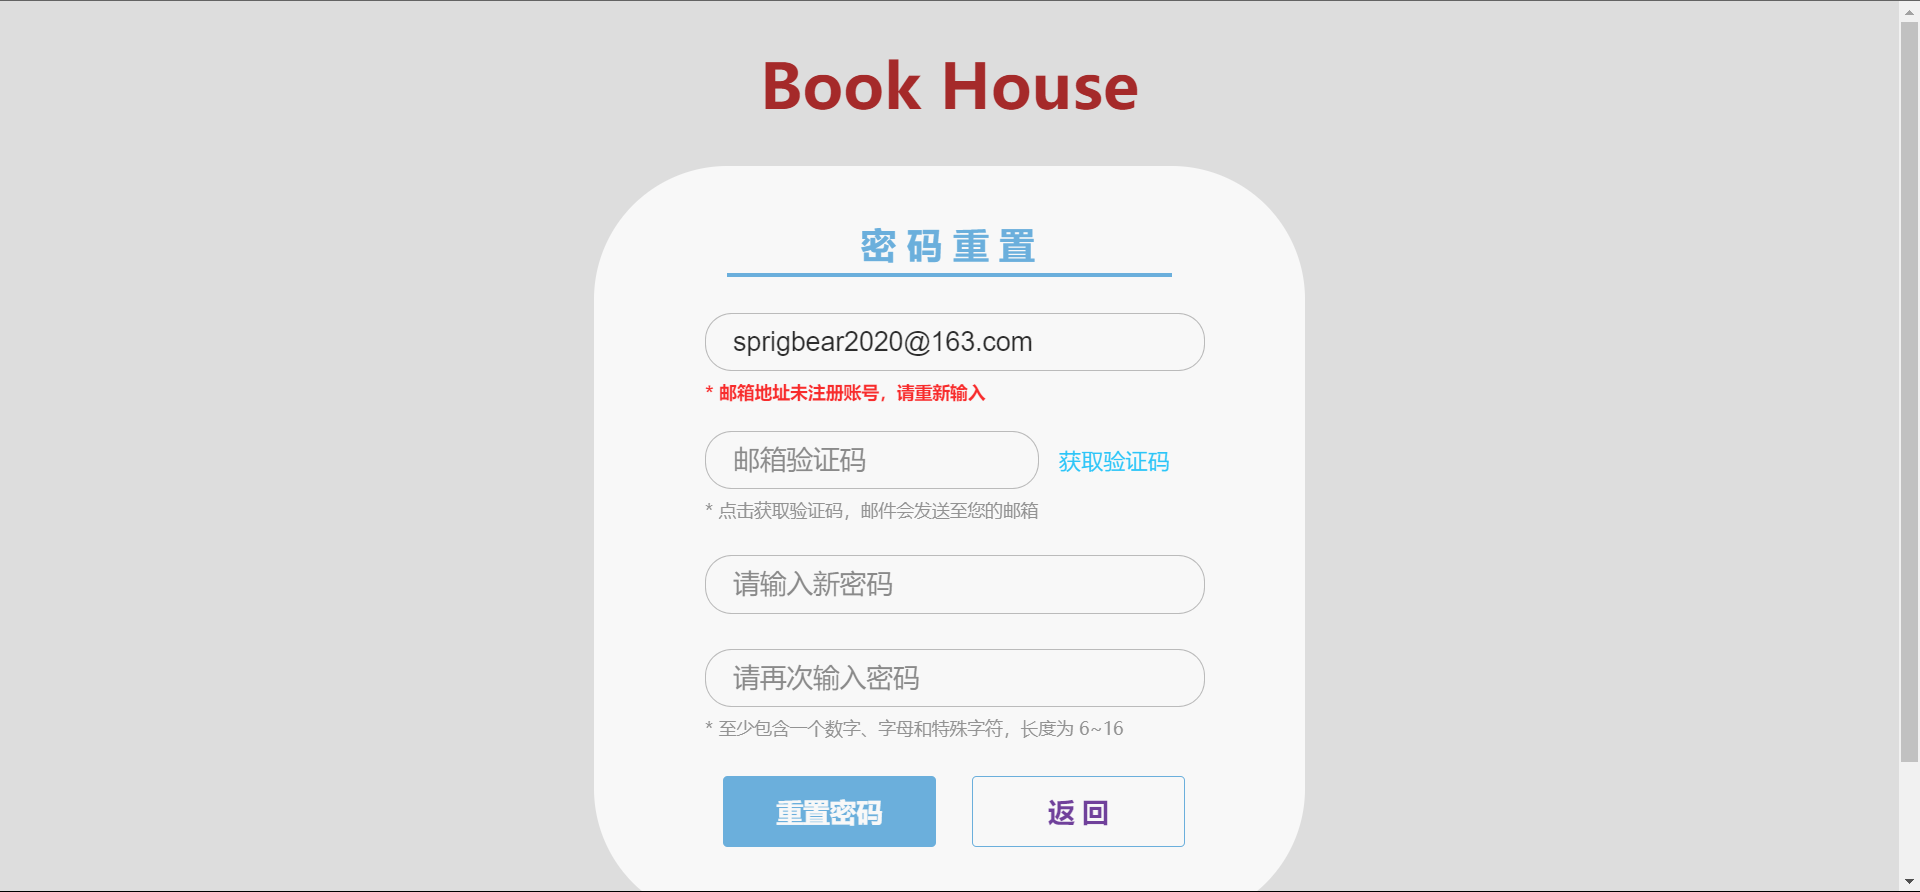 Book House
密码重置
sprigbear2020@163.com
* 邮箱地址未注册账号，请重新输入
邮箱验证码 获取验证码
* 点击获取验证码，邮件会发送至您的邮箱
请输入新密码
请再次输入密码
* 至少包含一个数字、字母和特殊字符，长度为 6~16
重置密码 返回